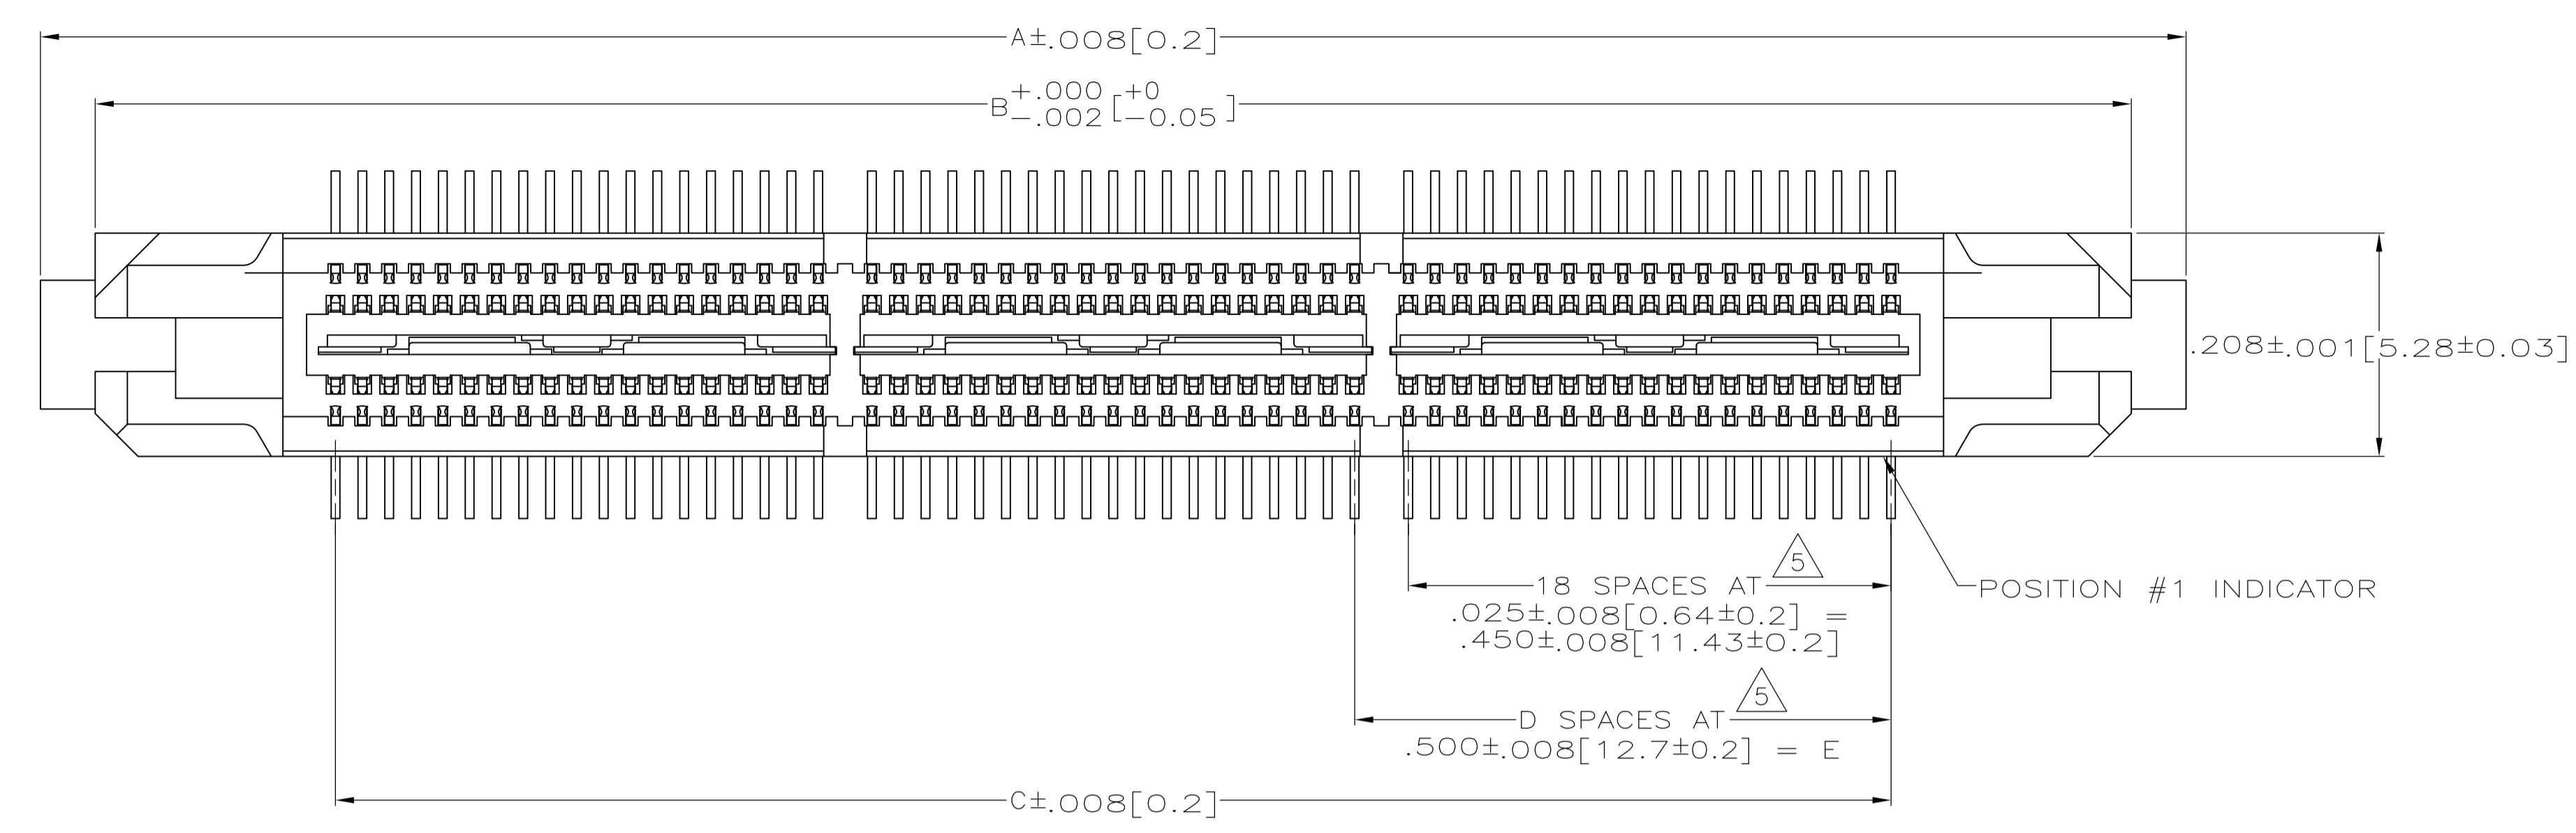 A±.008[0.2]
B +.000 -.002 [+0 -0.05]
.208±.001[5.28±0.03]
5
18 SPACES AT
.025±.008[0.64±0.2] =
.450±.008[11.43±0.2]
POSITION #1 INDICATOR
5
D SPACES AT
.500±.008[12.7±0.2] = E
C±.008[0.2]